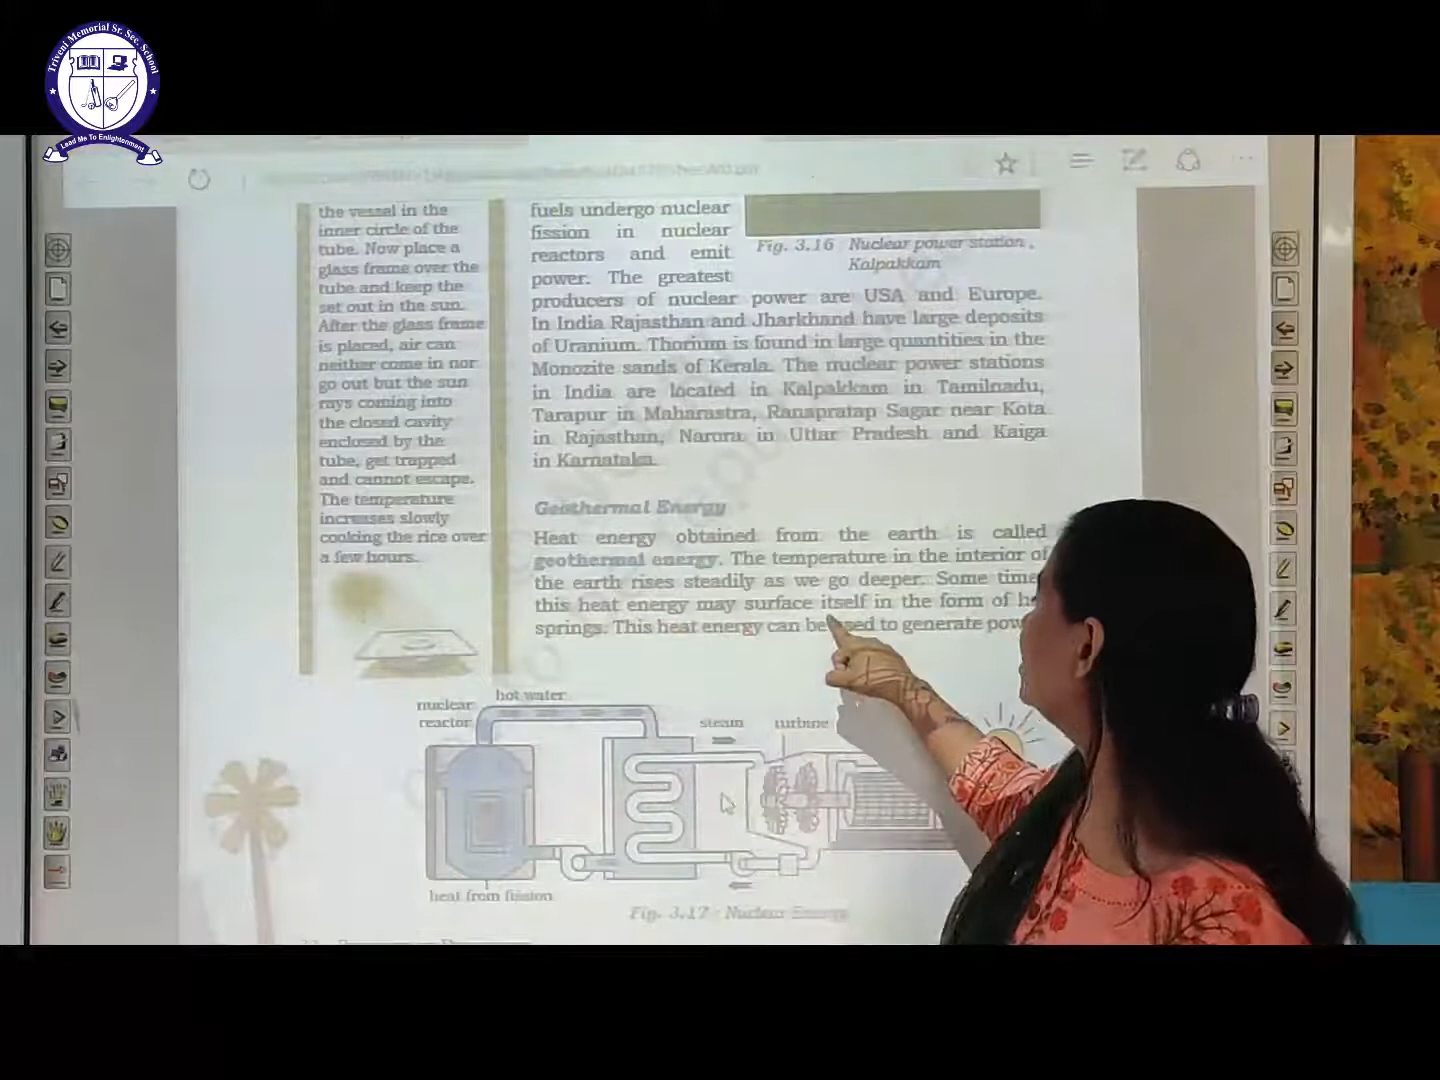 Triveni Memorial Sr. Sec. School
Lead Me To Enlightenment
the vessel in the
inner circle of the
tube. Now place a
glass frame over the
tube and keep the
set out in the sun.
After the glass frame
is placed, air can
neither come in nor
go out but the sun
rays coming into
the closed cavity
enclosed by the
tube, get trapped
and cannot escape.
The temperature
increases slowly
cooking the rice over
a few hours.
fuels undergo nuclear
fission in nuclear
reactors and emit
power. The greatest
producers of nuclear power are USA and Europe.
In India Rajasthan and Jharkhand have large deposits
of Uranium. Thorium is found in large quantities in the
Monozite sands of Kerala. The nuclear power stations
in India are located in Kalpakkam in Tamilnadu,
Tarapur in Maharastra, Ranapratap Sagar near Kota
in Rajasthan, Narora in Uttar Pradesh and Kaiga
in Karnataka.
Fig. 3.16 Nuclear power station ,
Kalpakkam
Geothermal Energy
Heat energy obtained from the earth is called
geothermal energy. The temperature in the interior of
the earth rises steadily as we go deeper. Some time
this heat energy may surface itself in the form of
springs. This heat energy can be used to generate
nuclear
reactor
hot water
steam
turbine
heat from fission
Fig. 3.17 : Nuclear Energy